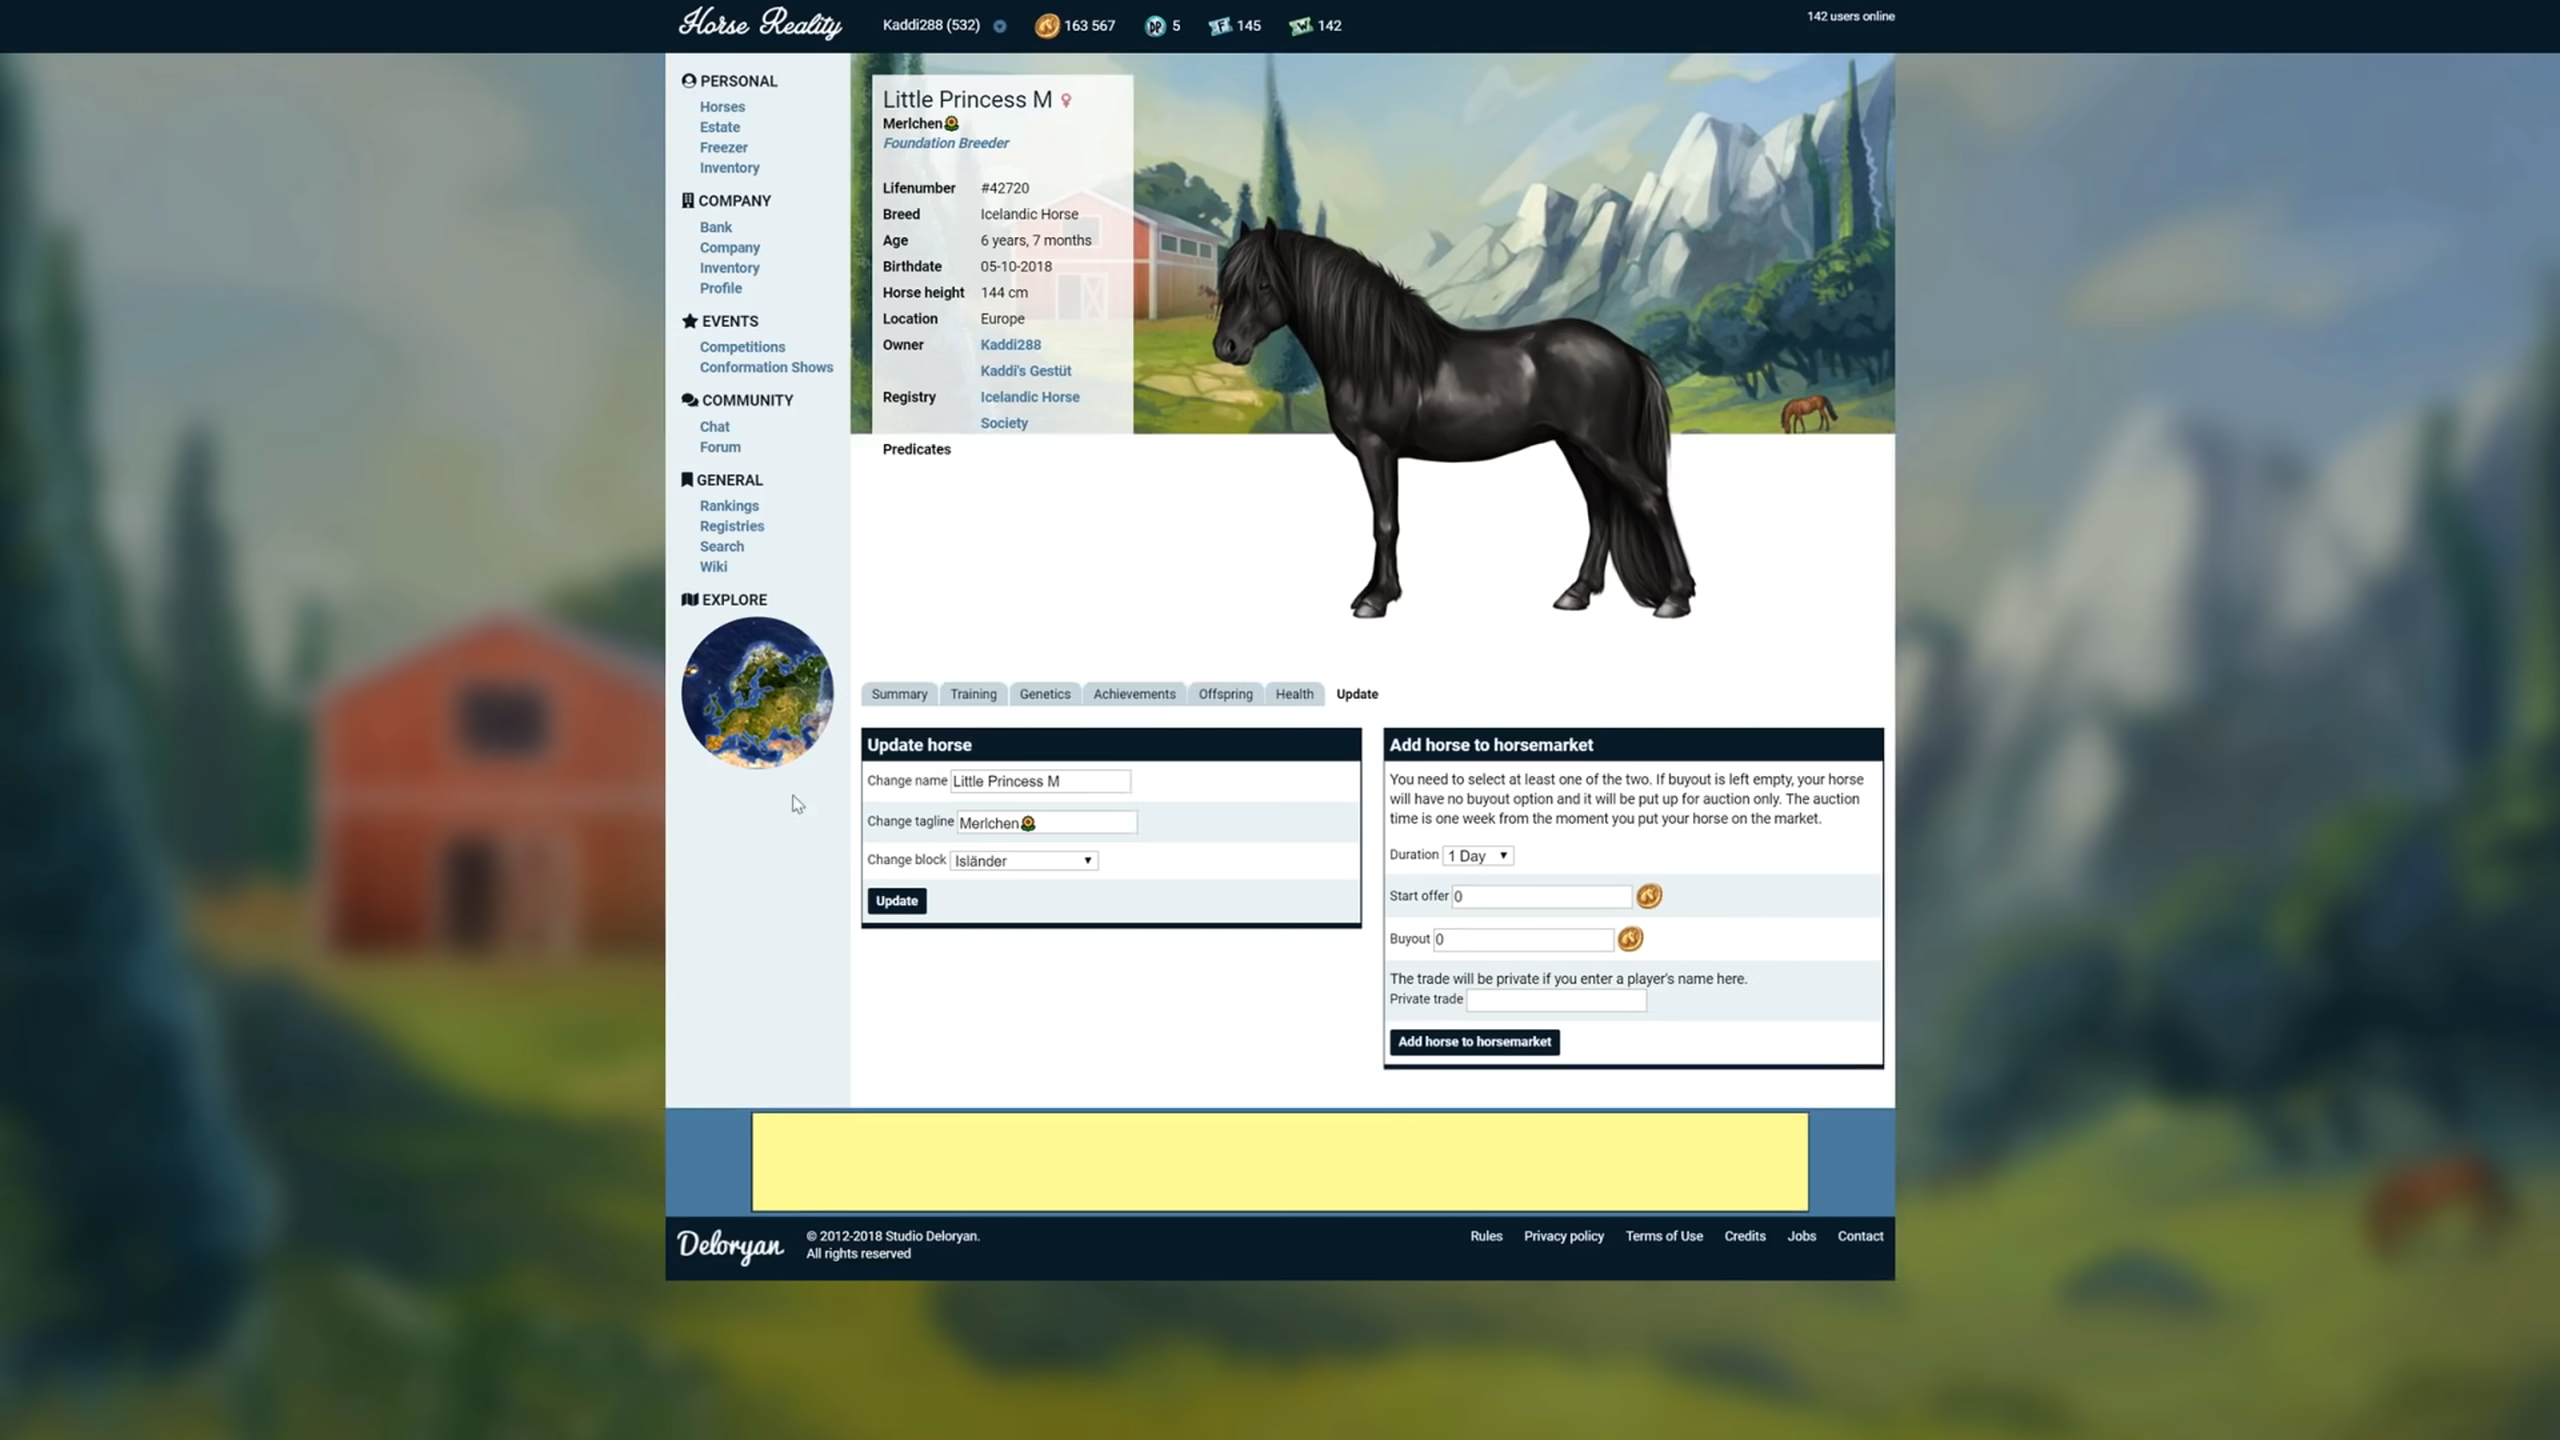 Horse Reality
Kaddi288 (532)
163 567
5
145
142
142 users online
PERSONAL
Horses
Estate
Freezer
Inventory
COMPANY
Bank
Company
Inventory
Profile
EVENTS
Competitions
Conformation Shows
COMMUNITY
Chat
Forum
GENERAL
Rankings
Registries
Search
Wiki
EXPLORE
Little Princess M ♀
Merlchen🌻
Foundation Breeder
Lifenumber #42720
Breed Icelandic Horse
Age 6 years, 7 months
Birthdate 05-10-2018
Horse height 144 cm
Location Europe
Owner Kaddi288
Kaddi's Gestüt
Registry Icelandic Horse
Society
Predicates
Summary Training Genetics Achievements Offspring Health Update
Update horse
Change name Little Princess M
Change tagline Merlchen🌻
Change block Isländer
Update
Add horse to horsemarket
You need to select at least one of the two. If buyout is left empty, your horse
will have no buyout option and it will be put up for auction only. The auction
time is one week from the moment you put your horse on the market.
Duration 1 Day
Start offer 0
Buyout 0
The trade will be private if you enter a player's name here.
Private trade
Add horse to horsemarket
Deloryan
© 2012-2018 Studio Deloryan.
All rights reserved
Rules Privacy policy Terms of Use Credits Jobs Contact